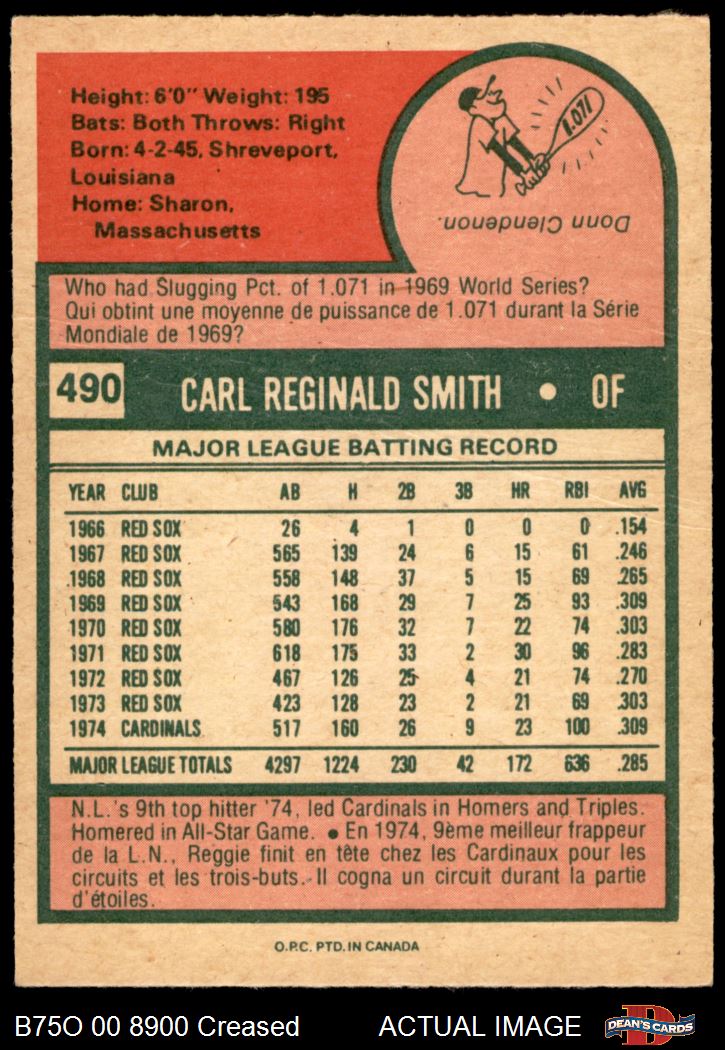 Height: 6'0" Weight: 195
Bats: Both Throws: Right
Born: 4-2-45, Shreveport,
Louisiana
Home: Sharon,
Massachusetts
1.071
Donn Clendenon.
Who had Slugging Pct. of 1.071 in 1969 World Series?
Qui obtint une moyenne de puissance de 1.071 durant la Série
Mondiale de 1969?
490 CARL REGINALD SMITH • OF
MAJOR LEAGUE BATTING RECORD
YEAR CLUB AB H 2B 3B HR RBI AVG
1966 RED SOX 26 4 1 0 0 0 .154
1967 RED SOX 565 139 24 6 15 61 .246
1968 RED SOX 558 148 37 5 15 69 .265
1969 RED SOX 543 168 29 7 25 93 .309
1970 RED SOX 580 176 32 7 22 74 .303
1971 RED SOX 618 175 33 2 30 96 .283
1972 RED SOX 467 126 25 4 21 74 .270
1973 RED SOX 423 128 23 2 21 69 .303
1974 CARDINALS 517 160 26 9 23 100 .309
MAJOR LEAGUE TOTALS 4297 1224 230 42 172 636 .285
N.L.'s 9th top hitter '74, led Cardinals in Homers and Triples.
Homered in All-Star Game. • En 1974, 9ème meilleur frappeur
de la L.N., Reggie finit en tête chez les Cardinaux pour les
circuits et les trois-buts. Il cogna un circuit durant la partie
d'étoiles.
O.P.C. PTD. IN CANADA
B75O 00 8900 Creased ACTUAL IMAGE
D
DEAN'S CARDS